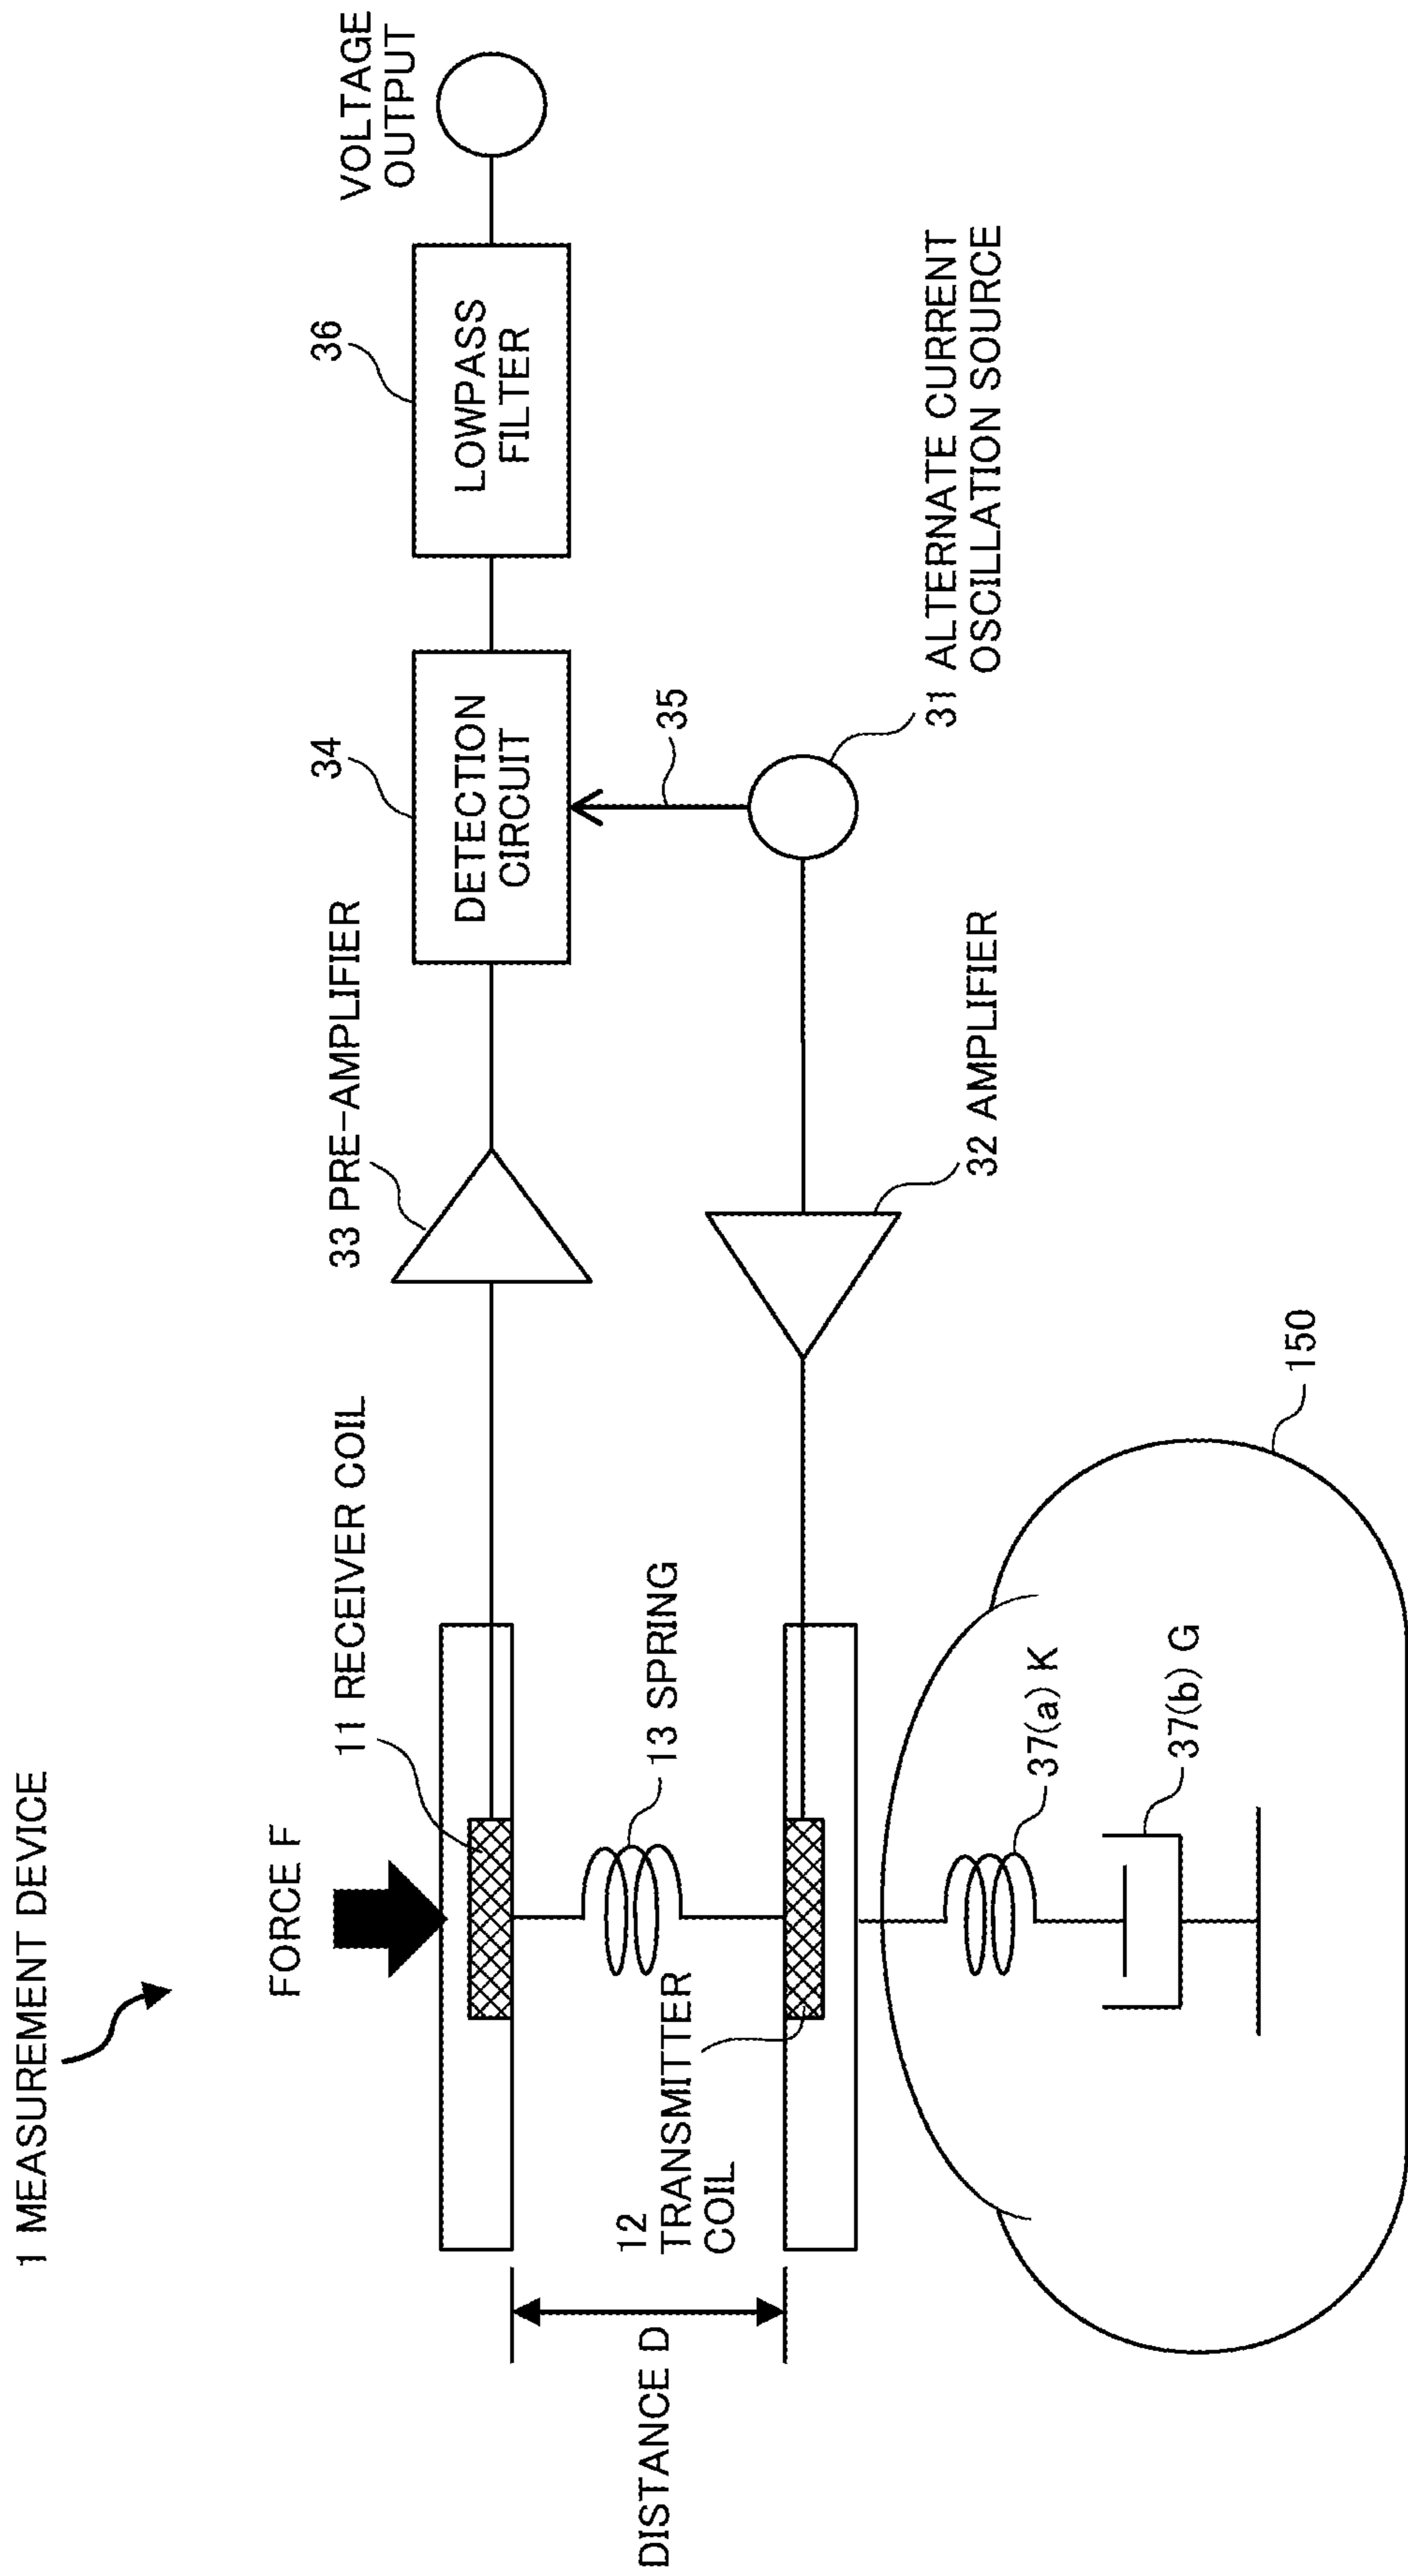 1 MEASUREMENT DEVICE
FORCE F
11 RECEIVER COIL
33 PRE-AMPLIFIER
34
DETECTION
CIRCUIT
36
LOWPASS
FILTER
VOLTAGE
OUTPUT
DISTANCE D
12
TRANSMITTER
COIL
13 SPRING
32 AMPLIFIER
35
31 ALTERNATE CURRENT
OSCILLATION SOURCE
37(a) K
37(b) G
150